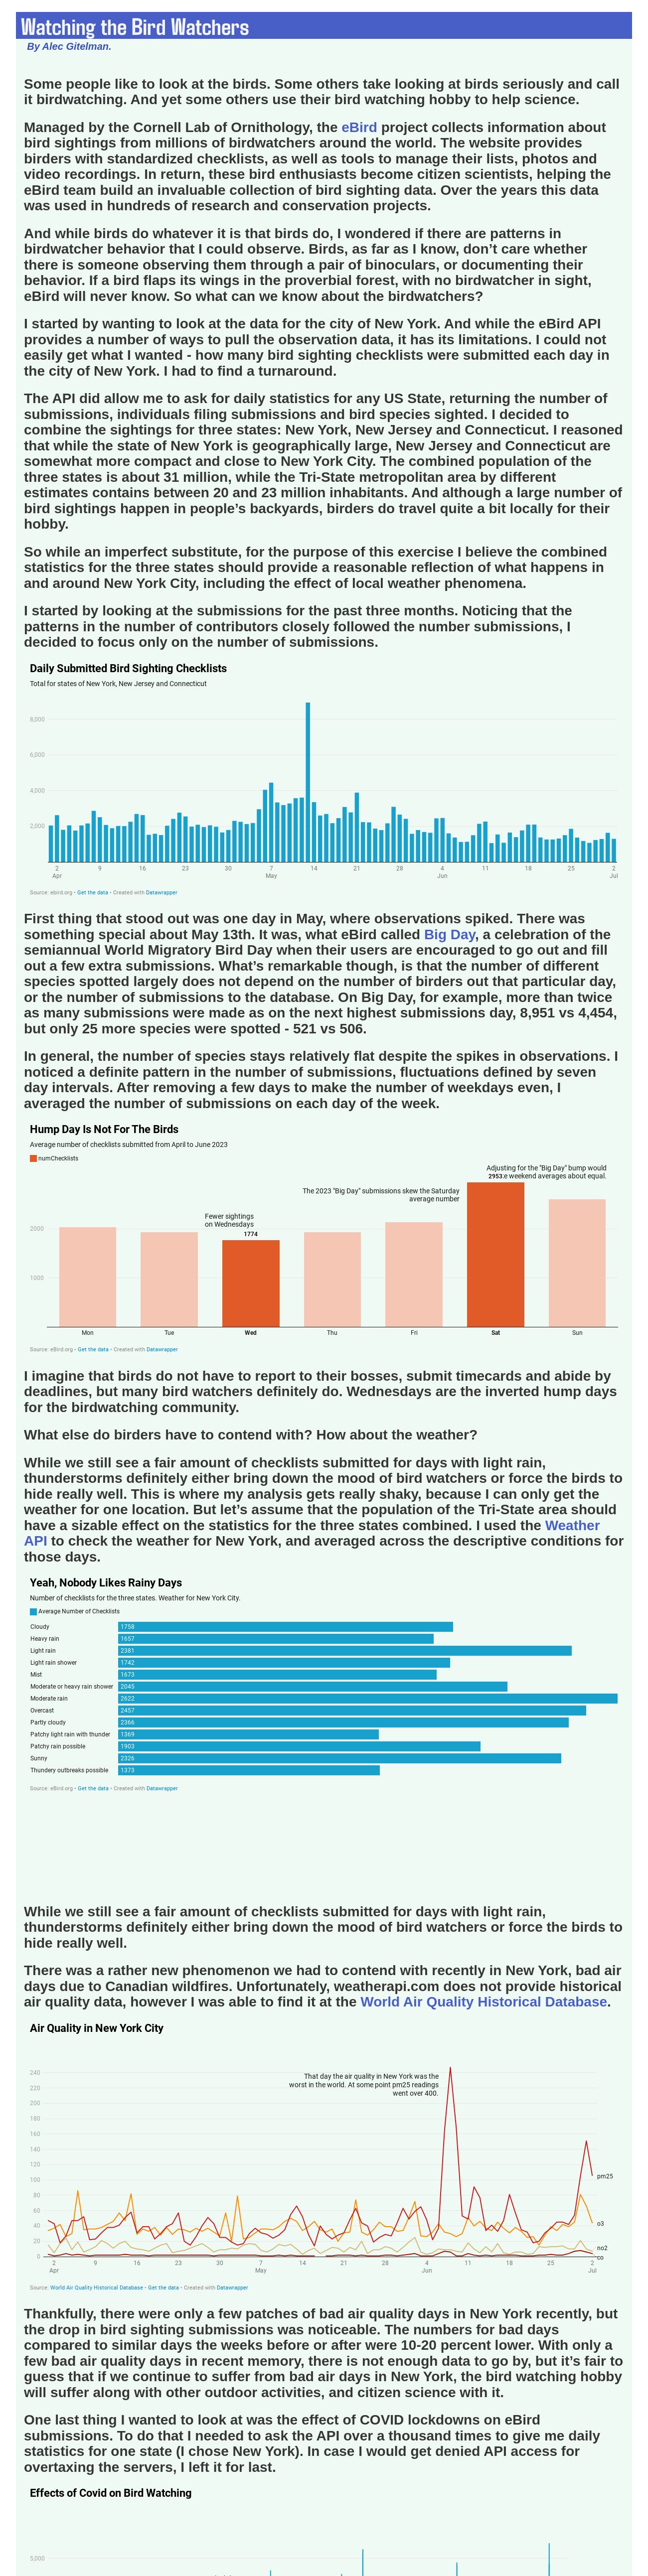 Watching the Bird Watchers
By Alec Gitelman.
Some people like to look at the birds. Some others take looking at birds seriously and call
it birdwatching. And yet some others use their bird watching hobby to help science.
Managed by the Cornell Lab of Ornithology, the eBird project collects information about
bird sightings from millions of birdwatchers around the world. The website provides
birders with standardized checklists, as well as tools to manage their lists, photos and
video recordings. In return, these bird enthusiasts become citizen scientists, helping the
eBird team build an invaluable collection of bird sighting data. Over the years this data
was used in hundreds of research and conservation projects.
And while birds do whatever it is that birds do, I wondered if there are patterns in
birdwatcher behavior that I could observe. Birds, as far as I know, don’t care whether
there is someone observing them through a pair of binoculars, or documenting their
behavior. If a bird flaps its wings in the proverbial forest, with no birdwatcher in sight,
eBird will never know. So what can we know about the birdwatchers?
I started by wanting to look at the data for the city of New York. And while the eBird API
provides a number of ways to pull the observation data, it has its limitations. I could not
easily get what I wanted - how many bird sighting checklists were submitted each day in
the city of New York. I had to find a turnaround.
The API did allow me to ask for daily statistics for any US State, returning the number of
submissions, individuals filing submissions and bird species sighted. I decided to
combine the sightings for three states: New York, New Jersey and Connecticut. I reasoned
that while the state of New York is geographically large, New Jersey and Connecticut are
somewhat more compact and close to New York City. The combined population of the
three states is about 31 million, while the Tri-State metropolitan area by different
estimates contains between 20 and 23 million inhabitants. And although a large number of
bird sightings happen in people’s backyards, birders do travel quite a bit locally for their
hobby.
So while an imperfect substitute, for the purpose of this exercise I believe the combined
statistics for the three states should provide a reasonable reflection of what happens in
and around New York City, including the effect of local weather phenomena.
I started by looking at the submissions for the past three months. Noticing that the
patterns in the number of contributors closely followed the number submissions, I
decided to focus only on the number of submissions.
Daily Submitted Bird Sighting Checklists
Total for states of New York, New Jersey and Connecticut
8,000
6,000
4,000
2,000
2 9 16 23 30 7 14 21 28 4 11 18 25 2
Apr May Jun Jul
Source: ebird.org • Get the data • Created with Datawrapper
First thing that stood out was one day in May, where observations spiked. There was
something special about May 13th. It was, what eBird called Big Day, a celebration of the
semiannual World Migratory Bird Day when their users are encouraged to go out and fill
out a few extra submissions. What’s remarkable though, is that the number of different
species spotted largely does not depend on the number of birders out that particular day,
or the number of submissions to the database. On Big Day, for example, more than twice
as many submissions were made as on the next highest submissions day, 8,951 vs 4,454,
but only 25 more species were spotted - 521 vs 506.
In general, the number of species stays relatively flat despite the spikes in observations. I
noticed a definite pattern in the number of submissions, fluctuations defined by seven
day intervals. After removing a few days to make the number of weekdays even, I
averaged the number of submissions on each day of the week.
Hump Day Is Not For The Birds
Average number of checklists submitted from April to June 2023
numChecklists
Adjusting for the "Big Day" bump would
2953.e weekend averages about equal.
The 2023 "Big Day" submissions skew the Saturday
average number
Fewer sightings
on Wednesdays
1774
2000
1000
Mon Tue Wed Thu Fri Sat Sun
Source: eBird.org • Get the data • Created with Datawrapper
I imagine that birds do not have to report to their bosses, submit timecards and abide by
deadlines, but many bird watchers definitely do. Wednesdays are the inverted hump days
for the birdwatching community.
What else do birders have to contend with? How about the weather?
While we still see a fair amount of checklists submitted for days with light rain,
thunderstorms definitely either bring down the mood of bird watchers or force the birds to
hide really well. This is where my analysis gets really shaky, because I can only get the
weather for one location. But let’s assume that the population of the Tri-State area should
have a sizable effect on the statistics for the three states combined. I used the Weather
API to check the weather for New York, and averaged across the descriptive conditions for
those days.
Yeah, Nobody Likes Rainy Days
Number of checklists for the three states. Weather for New York City.
Average Number of Checklists
Cloudy 1758
Heavy rain 1657
Light rain 2381
Light rain shower 1742
Mist 1673
Moderate or heavy rain shower 2045
Moderate rain 2622
Overcast 2457
Partly cloudy 2366
Patchy light rain with thunder 1369
Patchy rain possible 1903
Sunny 2326
Thundery outbreaks possible 1373
Source: eBird.org • Get the data • Created with Datawrapper
While we still see a fair amount of checklists submitted for days with light rain,
thunderstorms definitely either bring down the mood of bird watchers or force the birds to
hide really well.
There was a rather new phenomenon we had to contend with recently in New York, bad air
days due to Canadian wildfires. Unfortunately, weatherapi.com does not provide historical
air quality data, however I was able to find it at the World Air Quality Historical Database.
Air Quality in New York City
That day the air quality in New York was the
worst in the world. At some point pm25 readings
went over 400.
240
220
200
180
160
140
120
100
80
60
40
20
0
pm25
o3
no2
co
2 9 16 23 30 7 14 21 28 4 11 18 25 2
Apr May Jun Jul
Source: World Air Quality Historical Database • Get the data • Created with Datawrapper
Thankfully, there were only a few patches of bad air quality days in New York recently, but
the drop in bird sighting submissions was noticeable. The numbers for bad days
compared to similar days the weeks before or after were 10-20 percent lower. With only a
few bad air quality days in recent memory, there is not enough data to go by, but it’s fair to
guess that if we continue to suffer from bad air days in New York, the bird watching hobby
will suffer along with other outdoor activities, and citizen science with it.
One last thing I wanted to look at was the effect of COVID lockdowns on eBird
submissions. To do that I needed to ask the API over a thousand times to give me daily
statistics for one state (I chose New York). In case I would get denied API access for
overtaxing the servers, I left it for last.
Effects of Covid on Bird Watching
5,000